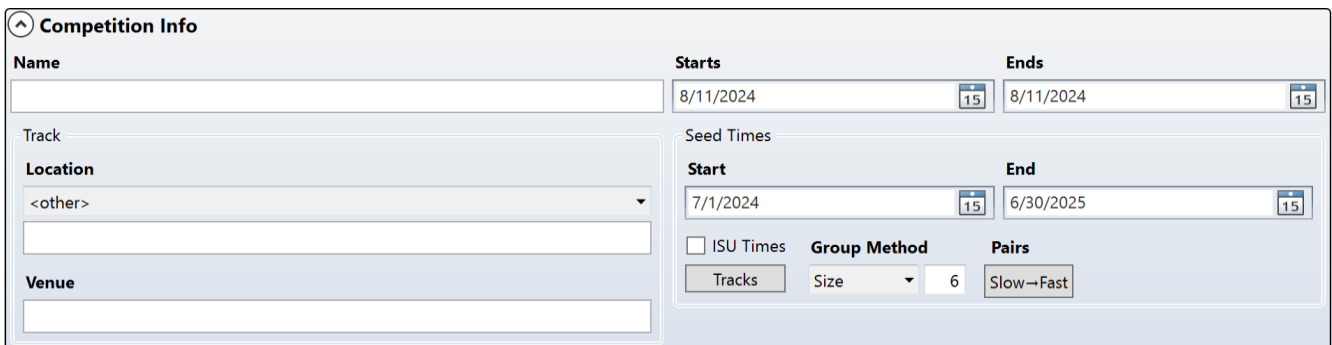 Competition Info
Name Starts Ends
8/11/2024 15 8/11/2024 15
Track Seed Times
Location Start End
<other> 7/1/2024 15 6/30/2025 15
ISU Times Group Method Pairs
Venue Tracks Size 6 Slow→Fast